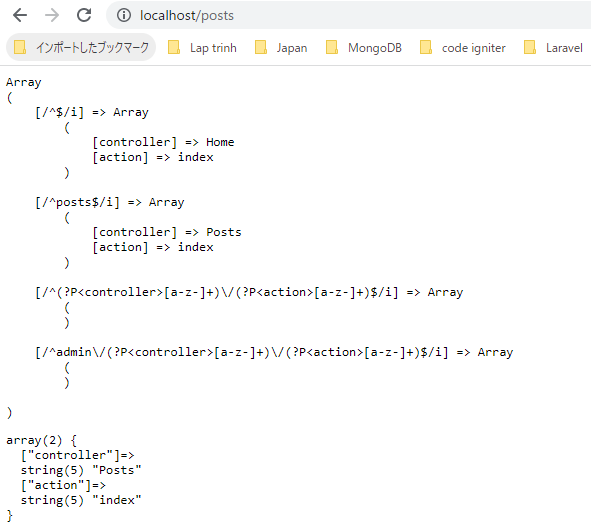 localhost/posts
インポートしたブックマーク Lap trinh Japan MongoDB code igniter Laravel
Array
(
    [/^$/i] => Array
        (
            [controller] => Home
            [action] => index
        )

    [/^posts$/i] => Array
        (
            [controller] => Posts
            [action] => index
        )

    [/^(?P<controller>[a-z-]+)\/(?P<action>[a-z-]+)$/i] => Array
        (
        )

    [/^admin\/(?P<controller>[a-z-]+)\/(?P<action>[a-z-]+)$/i] => Array
        (
        )

)
array(2) {
  ["controller"]=>
  string(5) "Posts"
  ["action"]=>
  string(5) "index"
}